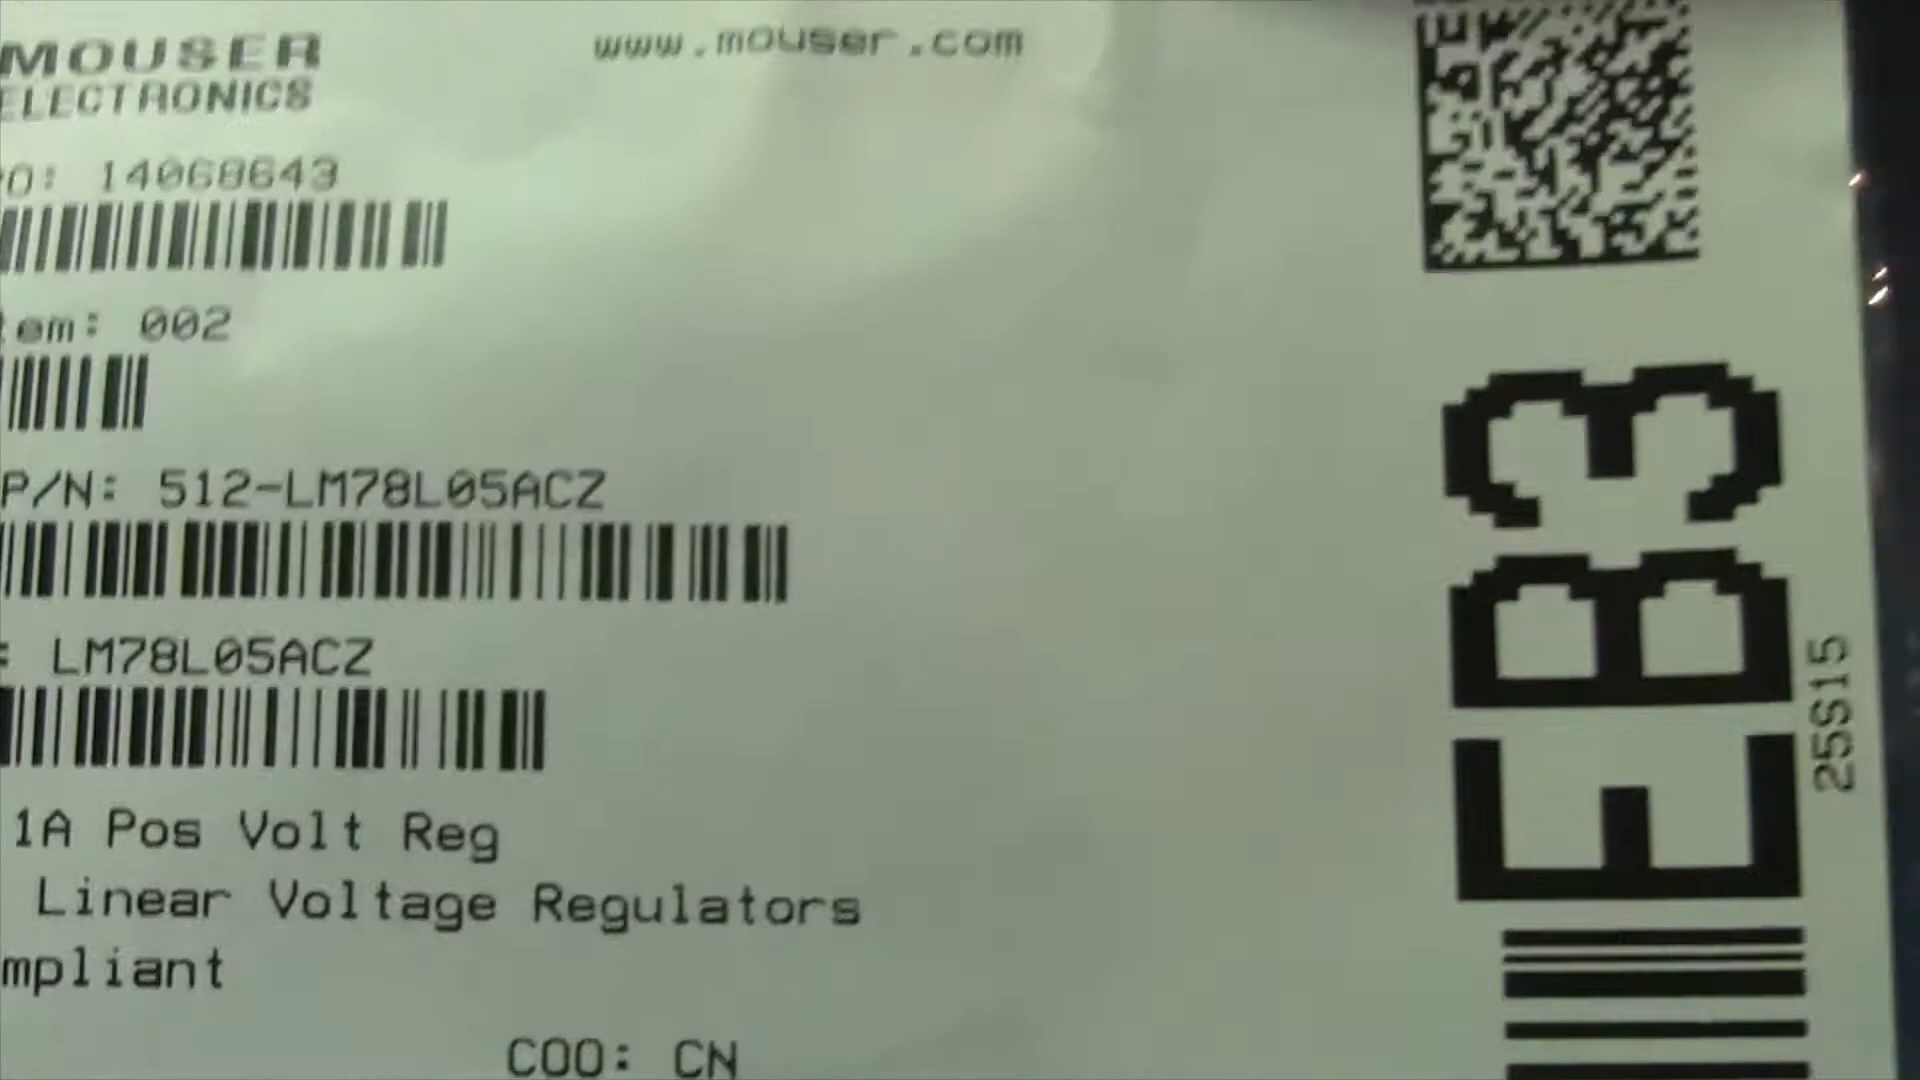 MOUSER
ELECTRONICS
www.mouser.com
PO: 14068643
tem: 002
P/N: 512-LM78L05ACZ
: LM78L05ACZ
1A Pos Volt Reg
Linear Voltage Regulators
mpliant
COO: CN
EB3
25S15